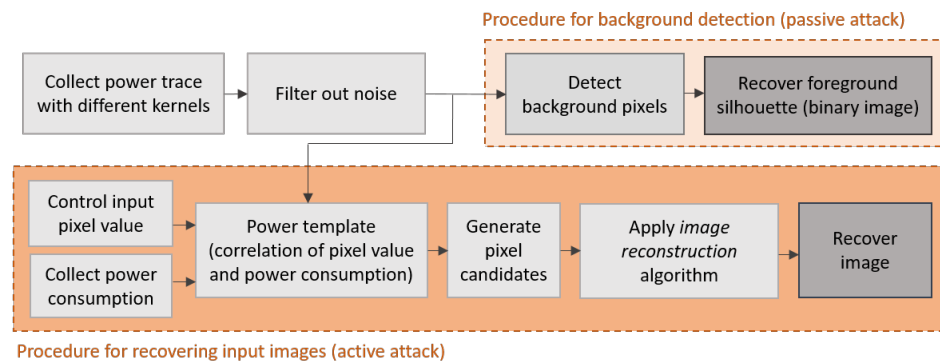 Procedure for background detection (passive attack)
Collect power trace
with different kernels
Filter out noise
Detect
background pixels
Recover foreground
silhouette (binary image)
Control input
pixel value
Collect power
consumption
Power template
(correlation of pixel value
and power consumption)
Generate
pixel
candidates
Apply image
reconstruction
algorithm
Recover
image
Procedure for recovering input images (active attack)